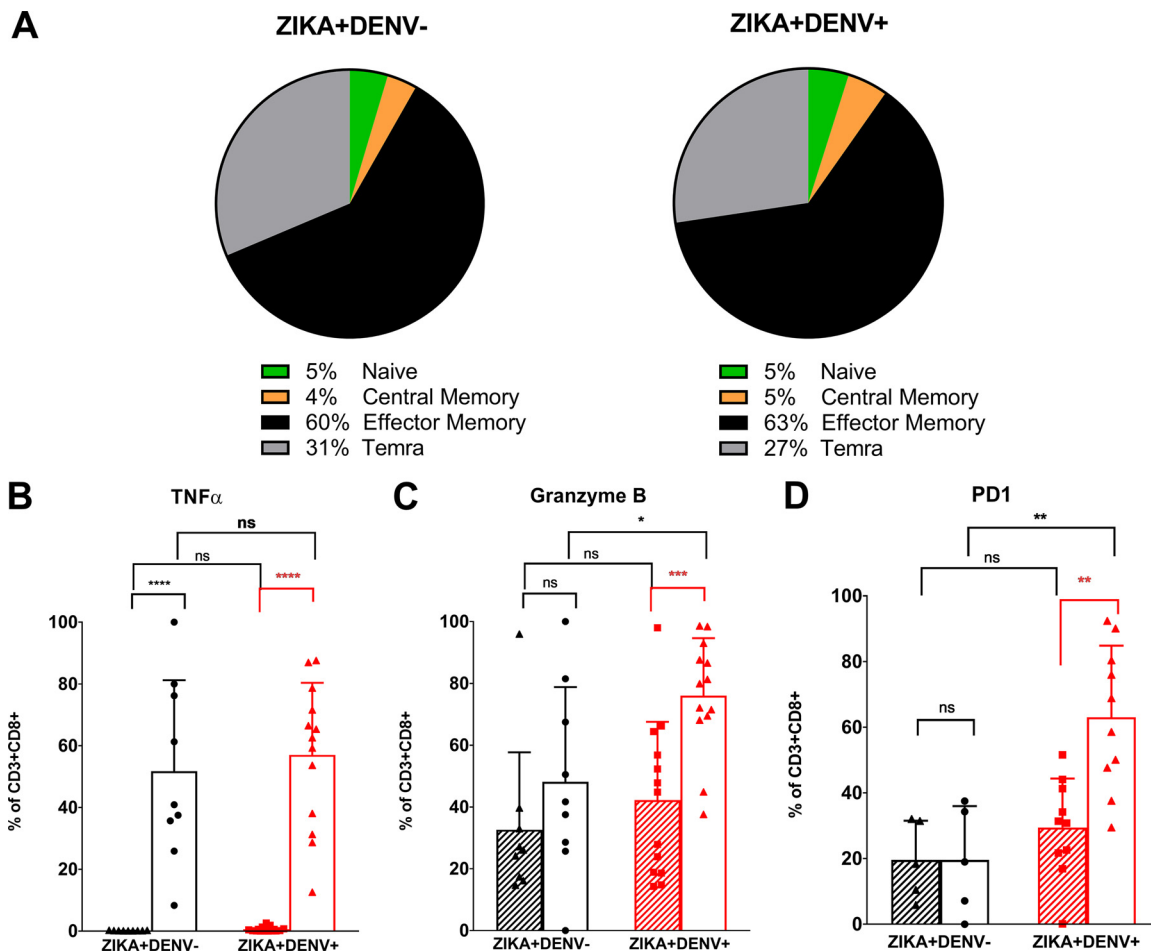 A
ZIKA+DENV-
ZIKA+DENV+
5% Naive
4% Central Memory
60% Effector Memory
31% Temra
5% Naive
5% Central Memory
63% Effector Memory
27% Temra
B
TNFα
ns
ns
****
****
% of CD3+CD8+
100
80
60
40
20
0
ZIKA+DENV-
ZIKA+DENV+
C
Granzyme B
*
ns
ns
***
% of CD3+CD8+
100
80
60
40
20
0
ZIKA+DENV-
ZIKA+DENV+
D
PD1
**
ns
**
ns
% of CD3+CD8+
100
80
60
40
20
0
ZIKA+DENV-
ZIKA+DENV+